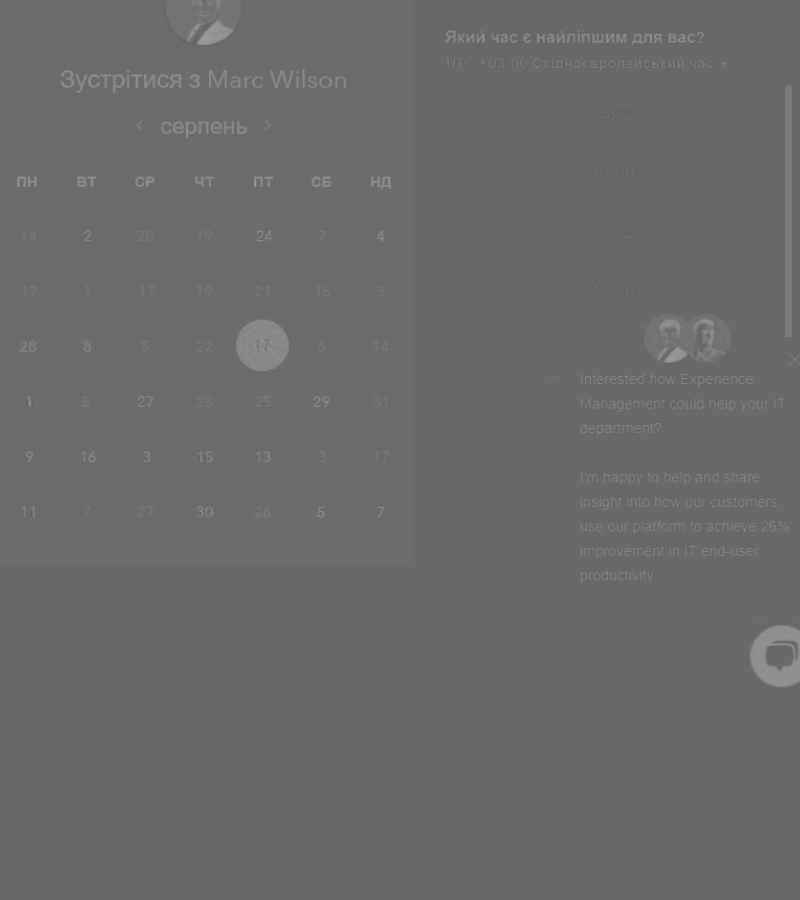 Зустрітися з Marc Wilson
серпень
ПН ВТ СР ЧТ ПТ СБ НД
14 2 20 19 24 7 4
17 1 17 19 21 16 3
28 8 5 22 17 6 14
1 5 27 28 25 29 31
9 16 3 15 13 3 17
11 7 27 30 26 5 7
Який час є найліпшим для вас?
UTC +03:00 Східноєвропейський час
17:00
17:15
17:30
Interested how Experience
Management could help your IT
department?
I'm happy to help and share
insight into how our customers
use our platform to achieve 26%
improvement in IT end-user
productivity.